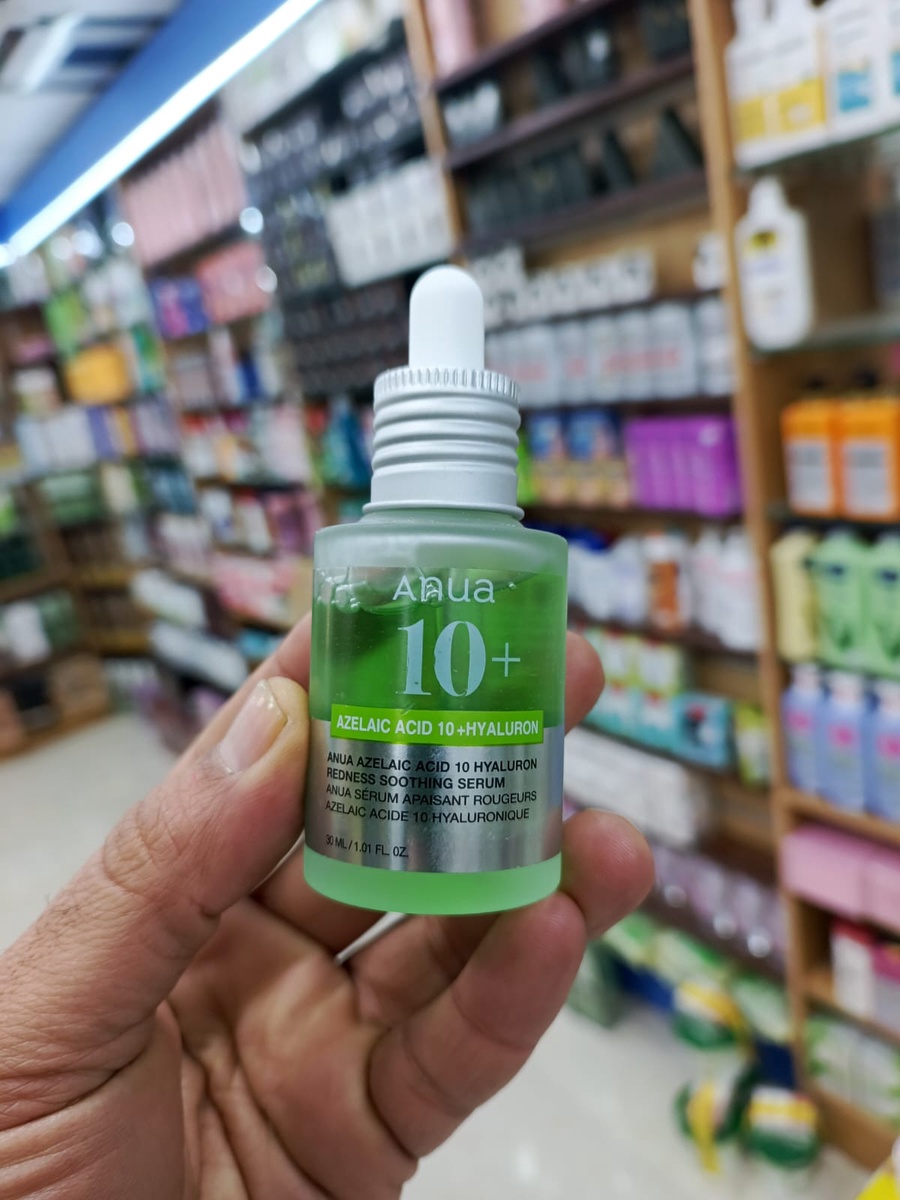 Anua
10+
AZELAIC ACID 10+HYALURON
ANUA AZELAIC ACID 10 HYALURON
REDNESS SOOTHING SERUM
ANUA SÉRUM APAISANT ROUGEURS
AZELAIC ACIDE 10 HYALURONIQUE
30 ML / 1.01 FL. OZ.